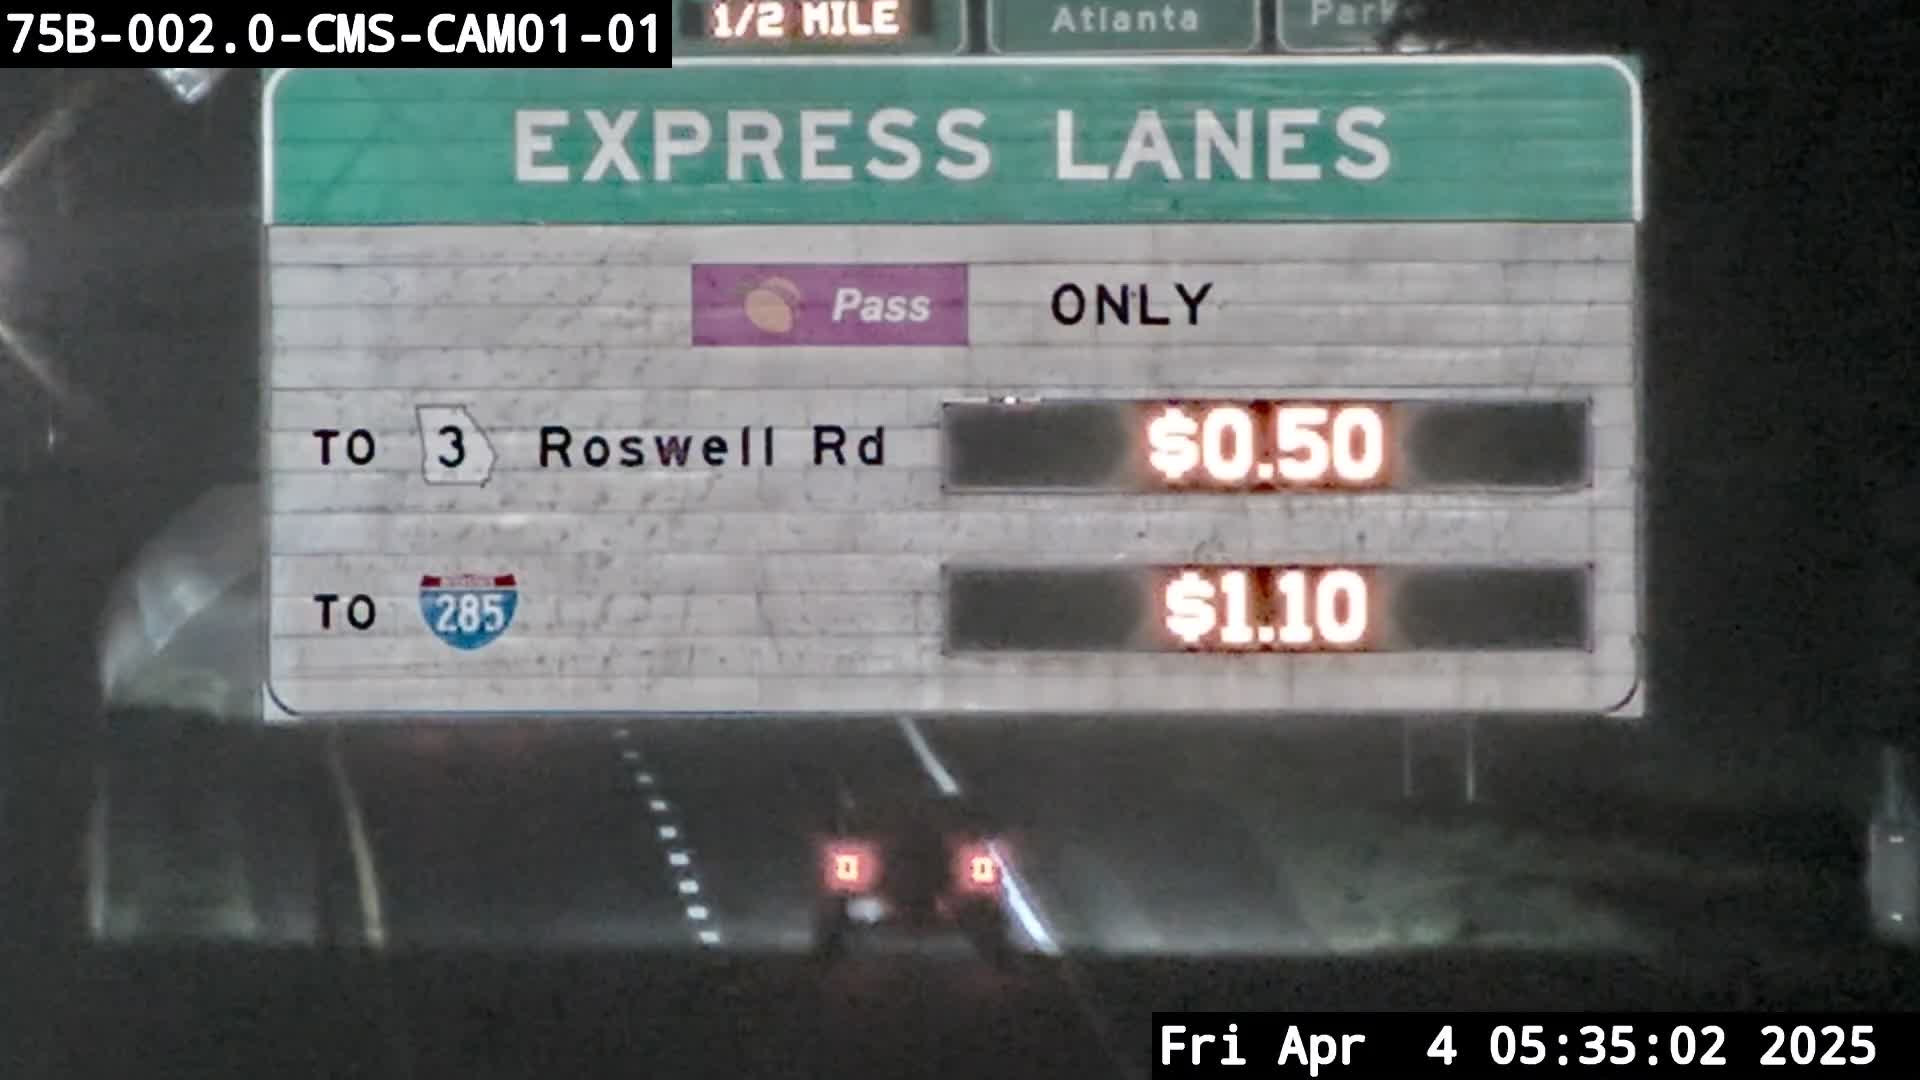 75B-002.0-CMS-CAM01-01
1/2 MILE
Atlanta
EXPRESS LANES
Pass ONLY
TO 3 Roswell Rd $0.50
TO 285 $1.10
Fri Apr 4 05:35:02 2025